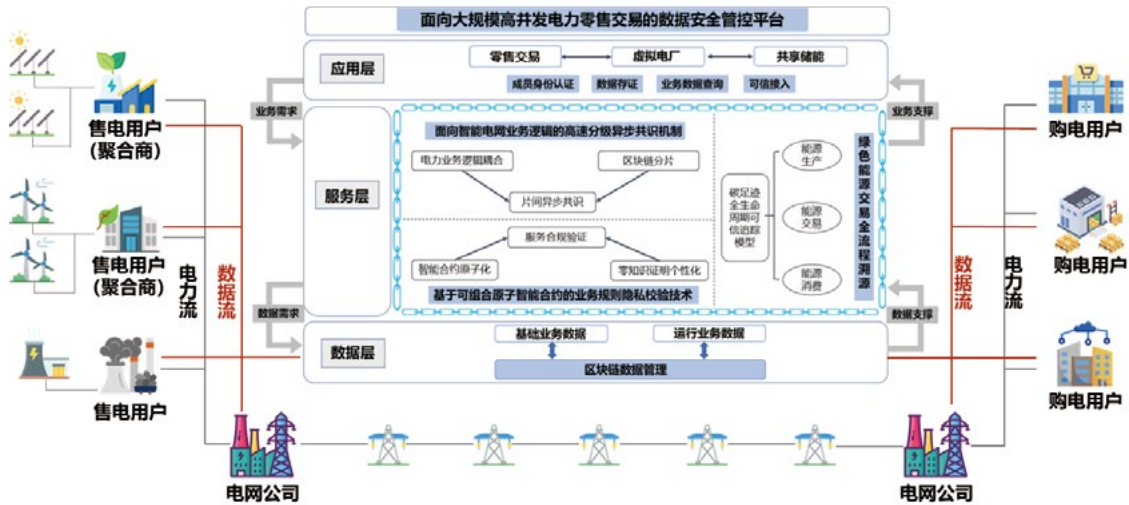 面向大规模高并发电力零售交易的数据安全管控平台
应用层
零售交易
虚拟电厂
共享储能
成员身份认证
数据存证
业务数据查询
可信接入
业务需求
业务支撑
服务层
面向智能电网业务逻辑的高速分级异步共识机制
电力业务逻辑耦合
区块链分片
片间异步共识
服务合规验证
智能合约原子化
零知识证明个性化
基于可组合原子智能合约的业务规则隐私校验技术
碳足迹
全生命
周期可
信追踪
模型
能源
生产
能源
交易
能源
消费
绿色能源交易全流程溯源
数据需求
数据支撑
数据层
基础业务数据
运行业务数据
区块链数据管理
售电用户
(聚合商)
售电用户
(聚合商)
售电用户
电力流
数据流
电网公司
购电用户
购电用户
购电用户
数据流
电力流
电网公司